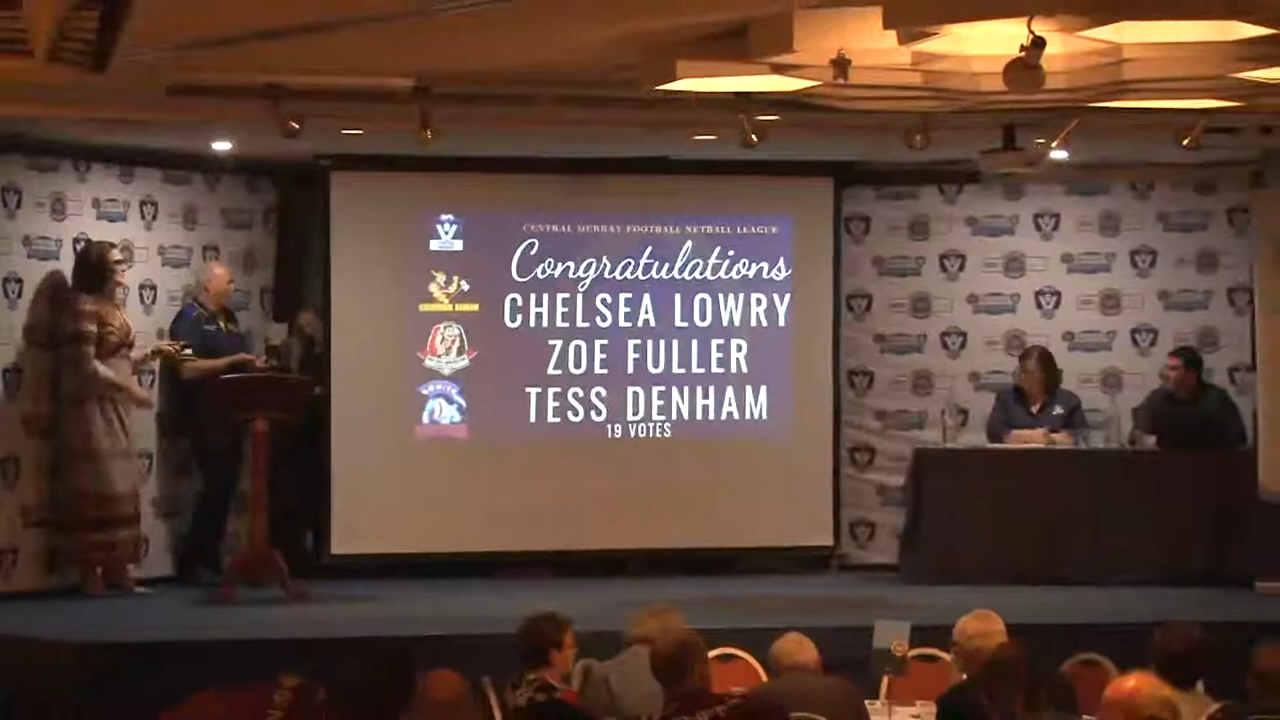 CENTRAL MURRAY FOOTBALL NETBALL LEAGUE
Congratulations
CHELSEA LOWRY
ZOE FULLER
TESS DENHAM
19 VOTES